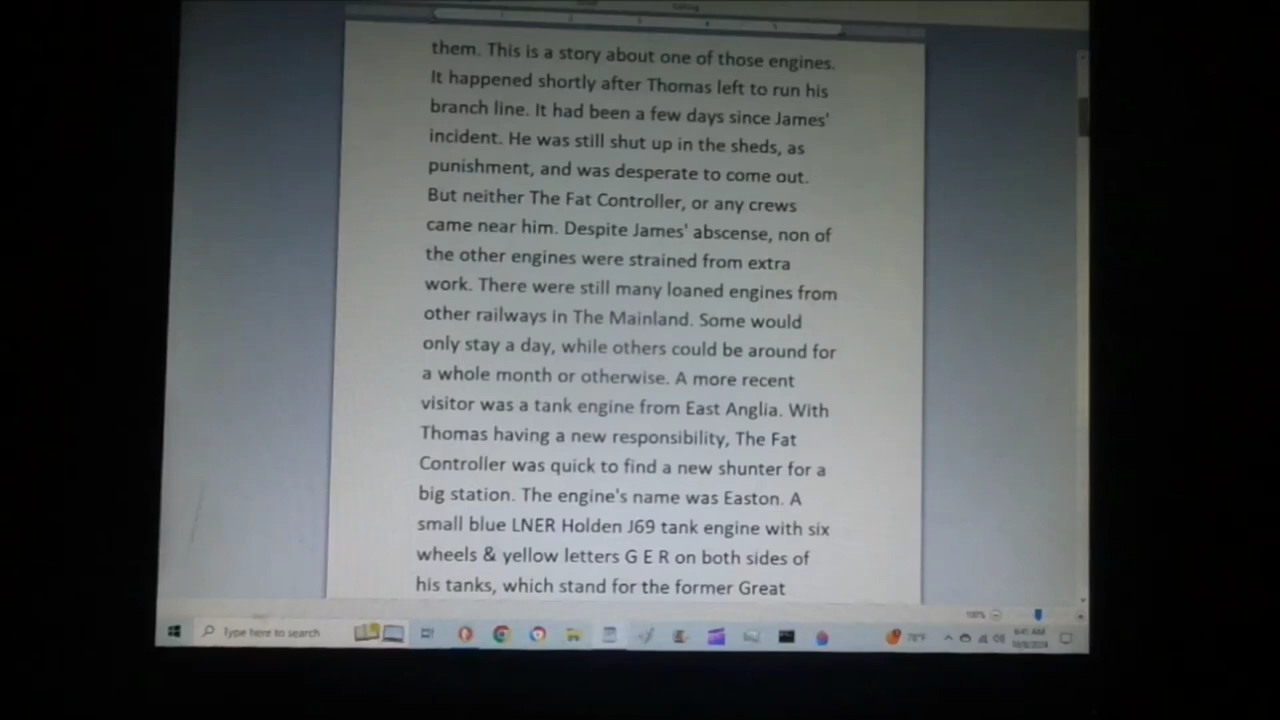 them. This is a story about one of those engines.
It happened shortly after Thomas left to run his
branch line. It had been a few days since James'
incident. He was still shut up in the sheds, as
punishment, and was desperate to come out.
But neither The Fat Controller, or any crews
came near him. Despite James' abscense, non of
the other engines were strained from extra
work. There were still many loaned engines from
other railways in The Mainland. Some would
only stay a day, while others could be around for
a whole month or otherwise. A more recent
visitor was a tank engine from East Anglia. With
Thomas having a new responsibility, The Fat
Controller was quick to find a new shunter for a
big station. The engine's name was Easton. A
small blue LNER Holden J69 tank engine with six
wheels & yellow letters G E R on both sides of
his tanks, which stand for the former Great
100%
Type here to search
78°F
6:41 AM